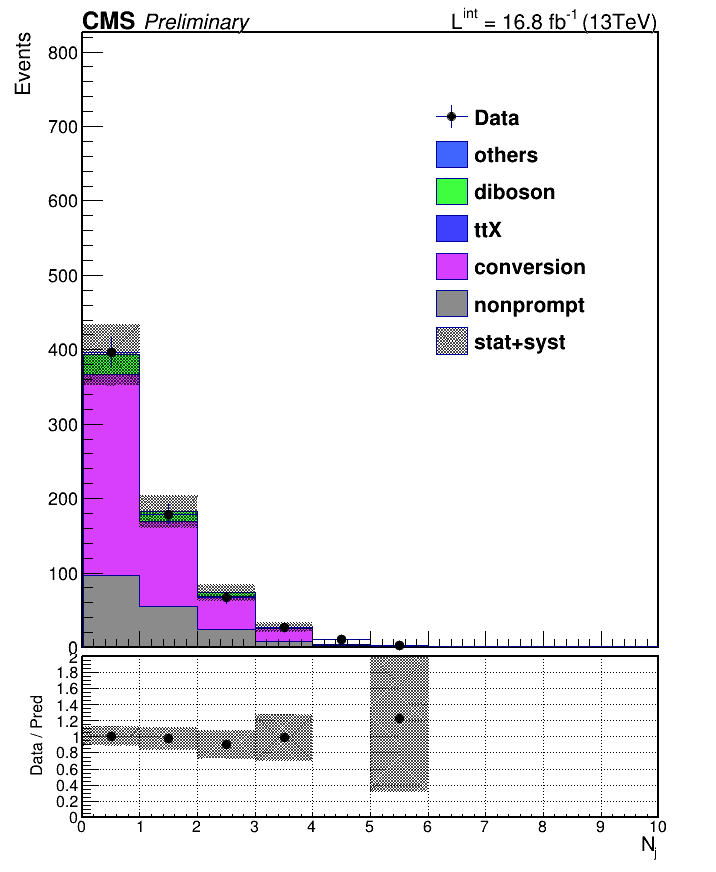 CMS Preliminary L^int = 16.8 fb^-1 (13TeV)
Events
800
700
600
500
400
300
200
100
0
Data
others
diboson
ttX
conversion
nonprompt
stat+syst
Data / Pred
2
1.8
1.6
1.4
1.2
1
0.8
0.6
0.4
0.2
0
0 1 2 3 4 5 6 7 8 9 10
N_j